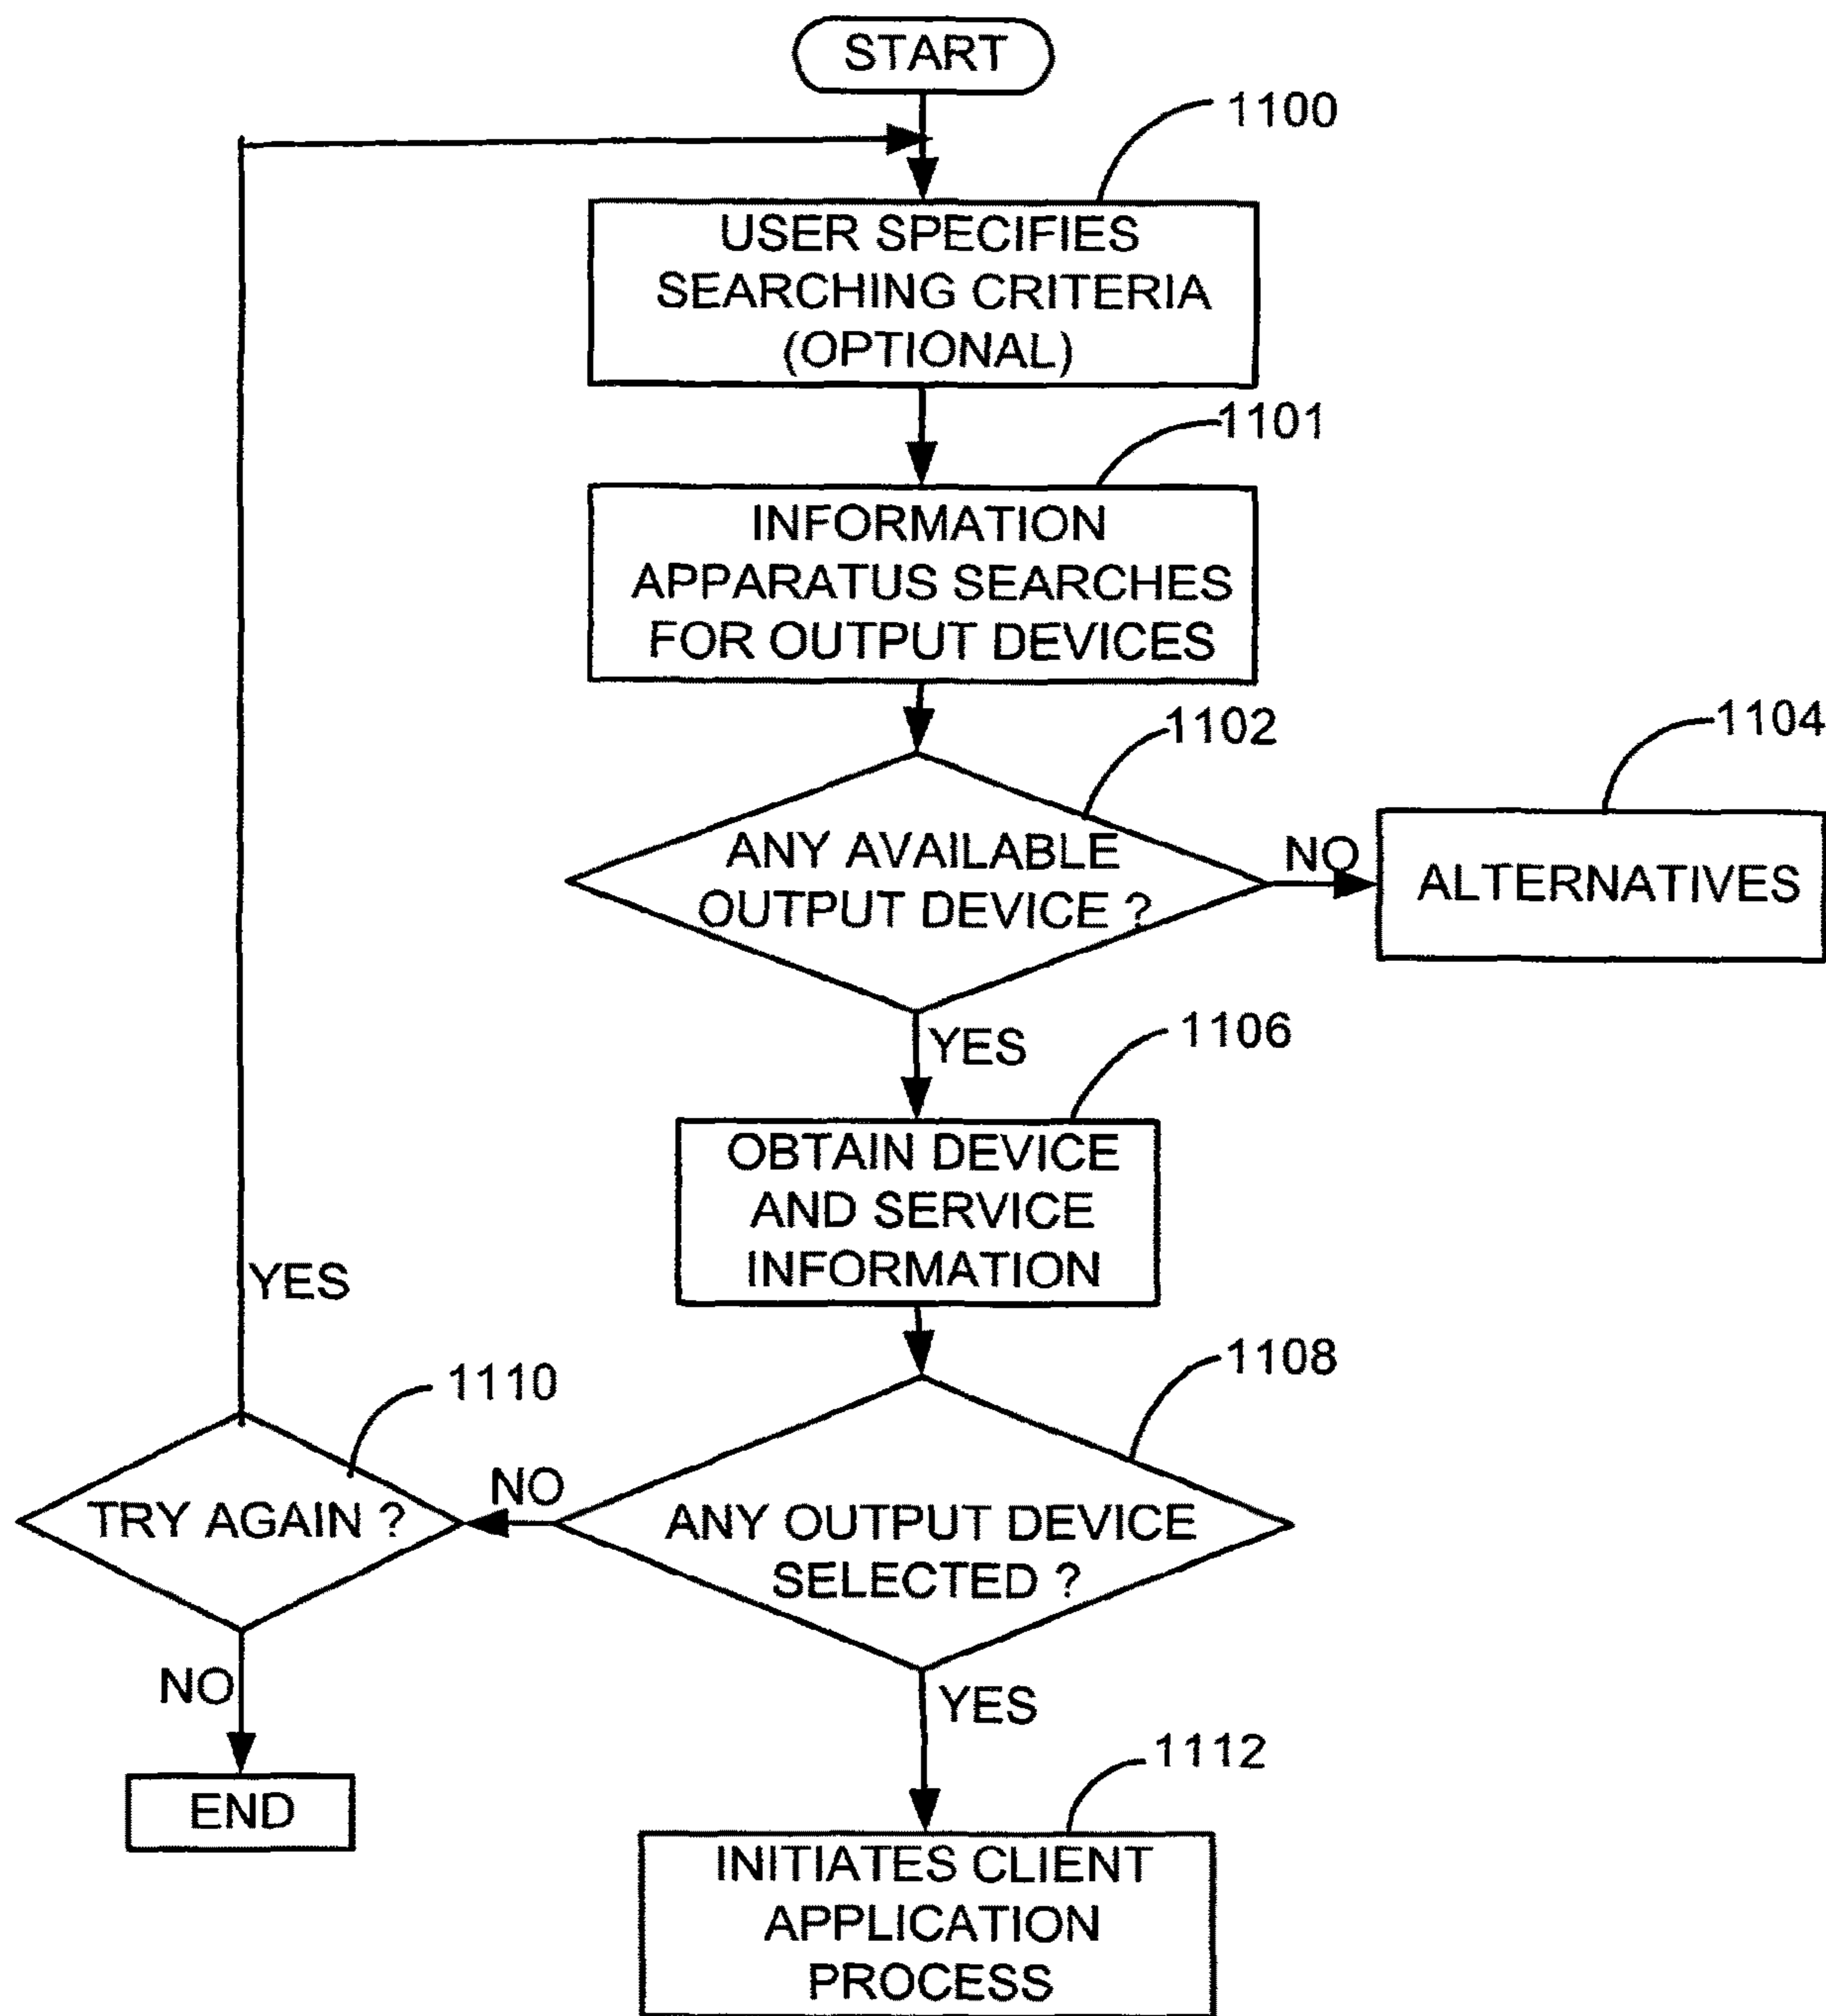 START
1100
USER SPECIFIES
SEARCHING CRITERIA
(OPTIONAL)
1101
INFORMATION
APPARATUS SEARCHES
FOR OUTPUT DEVICES
1102
1104
ANY AVAILABLE
OUTPUT DEVICE ?
NO
ALTERNATIVES
YES
1106
OBTAIN DEVICE
AND SERVICE
INFORMATION
YES
1108
1110
ANY OUTPUT DEVICE
SELECTED ?
NO
TRY AGAIN ?
NO
END
YES
1112
INITIATES CLIENT
APPLICATION
PROCESS